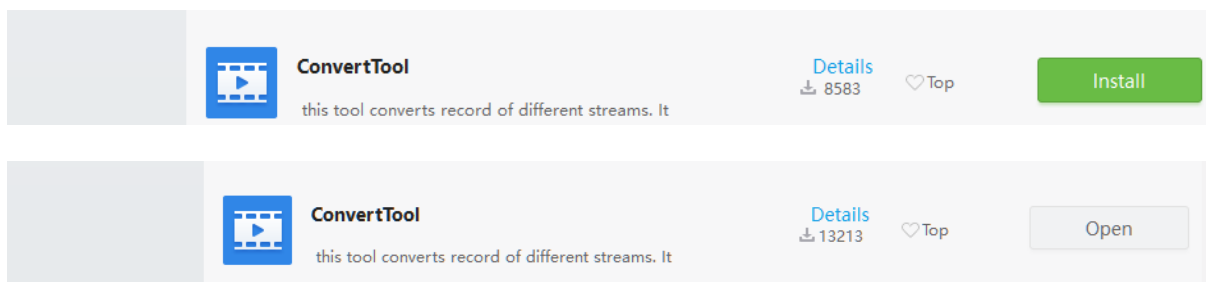 ConvertTool Details
8583 Top Install
this tool converts record of different streams. It
ConvertTool Details
13213 Top Open
this tool converts record of different streams. It